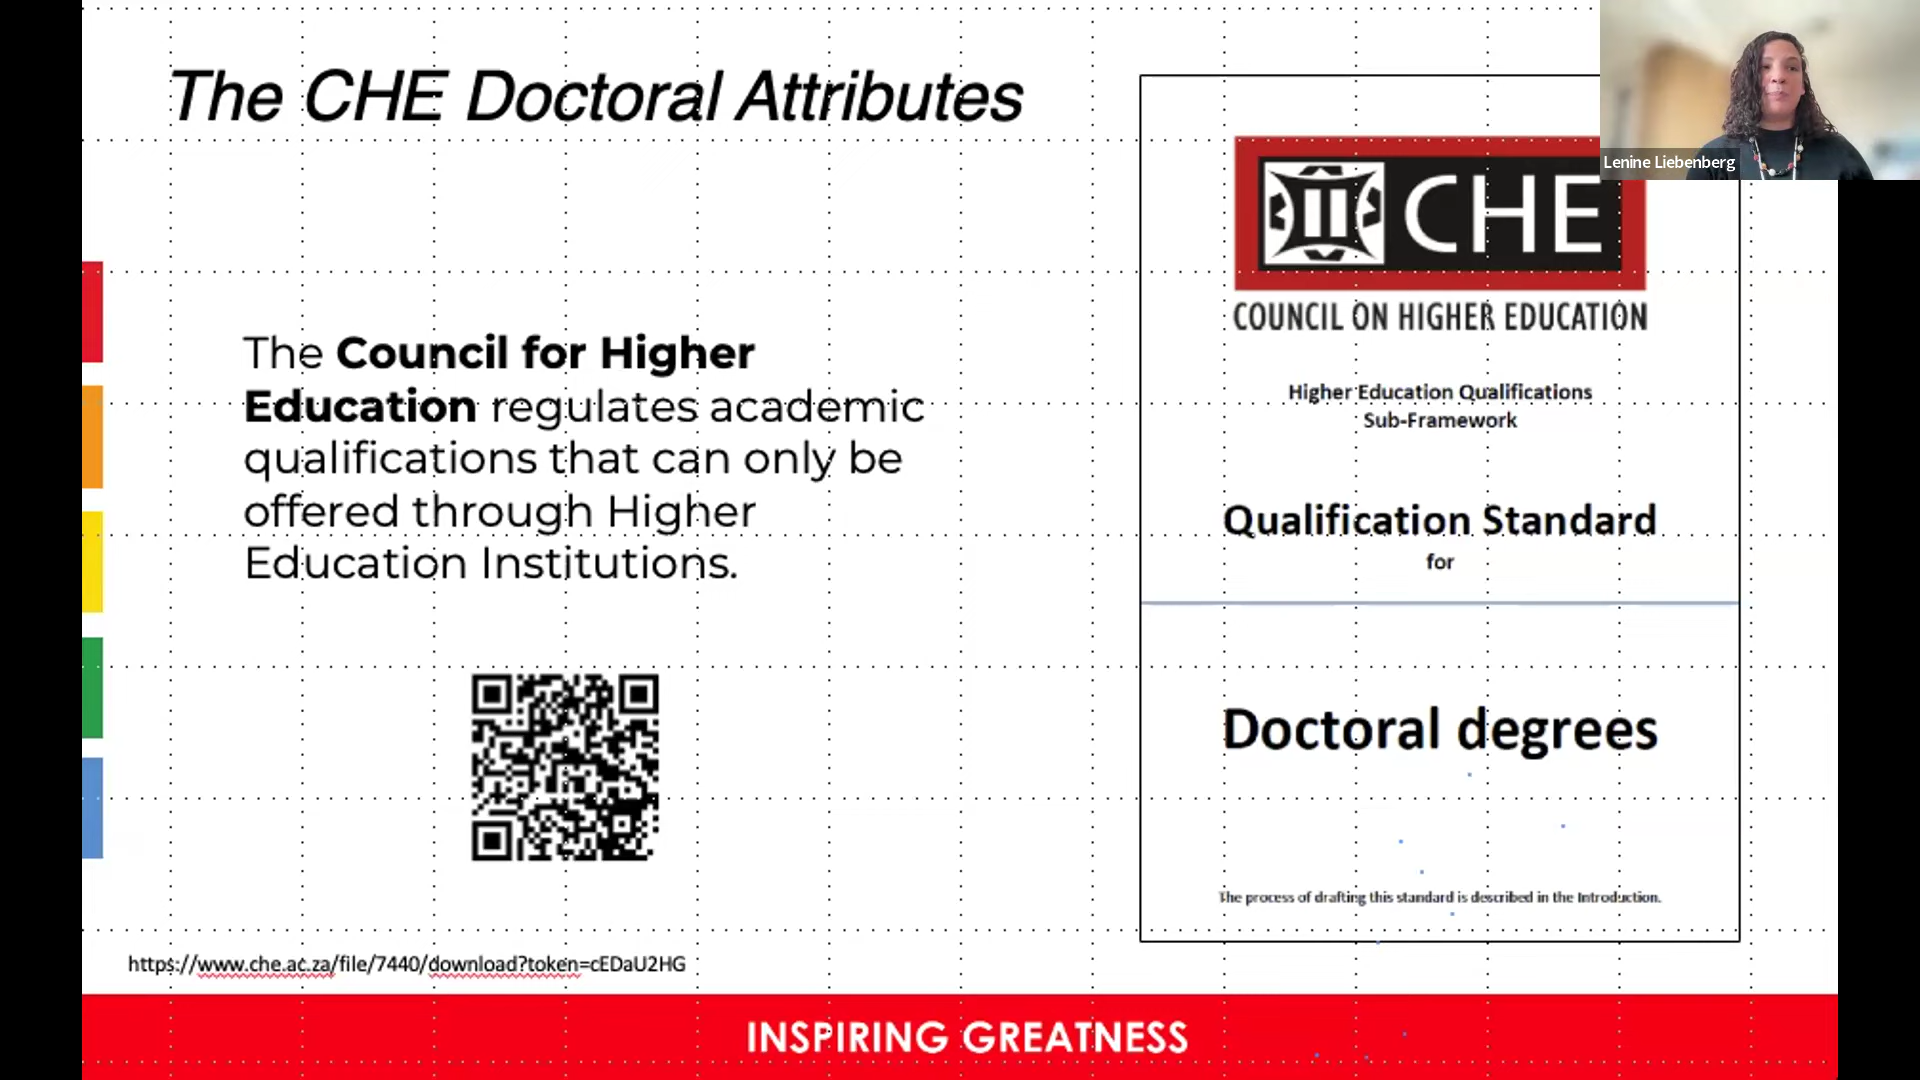 The CHE Doctoral Attributes
Lenine Liebenberg
CHE
COUNCIL ON HIGHER EDUCATION
The Council for Higher
Education regulates academic
qualifications that can only be
offered through Higher
Education Institutions.
Higher Education Qualifications
Sub-Framework
Qualification Standard
for
Doctoral degrees
The process of drafting this standard is described in the Introduction.
https://www.che.ac.za/file/7440/download?token=cEDaU2HG
INSPIRING GREATNESS